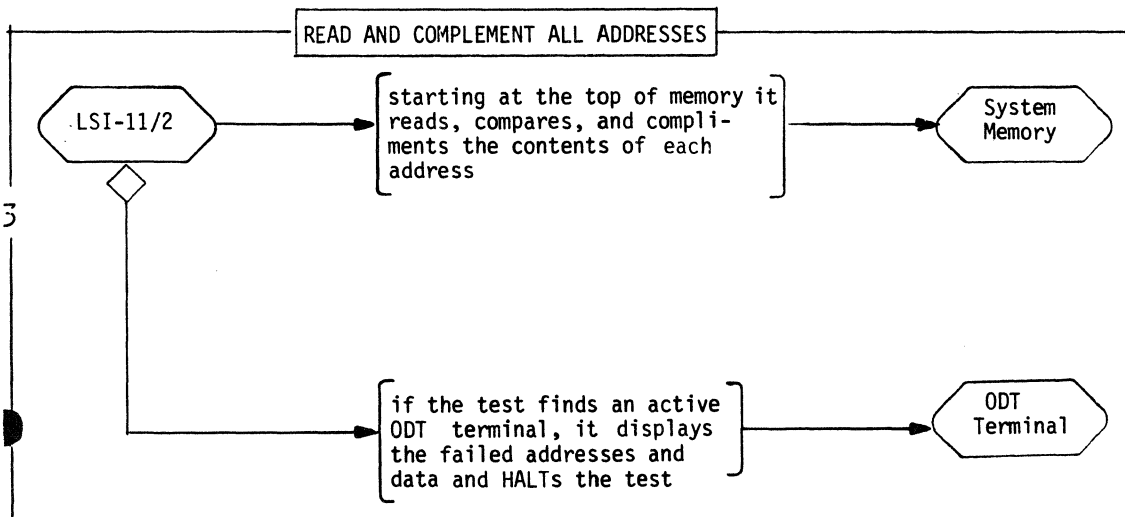 READ AND COMPLEMENT ALL ADDRESSES
LSI-11/2
starting at the top of memory it
reads, compares, and compli-
ments the contents of each
address
System
Memory
3
if the test finds an active
ODT terminal, it displays
the failed addresses and
data and HALTs the test
ODT
Terminal